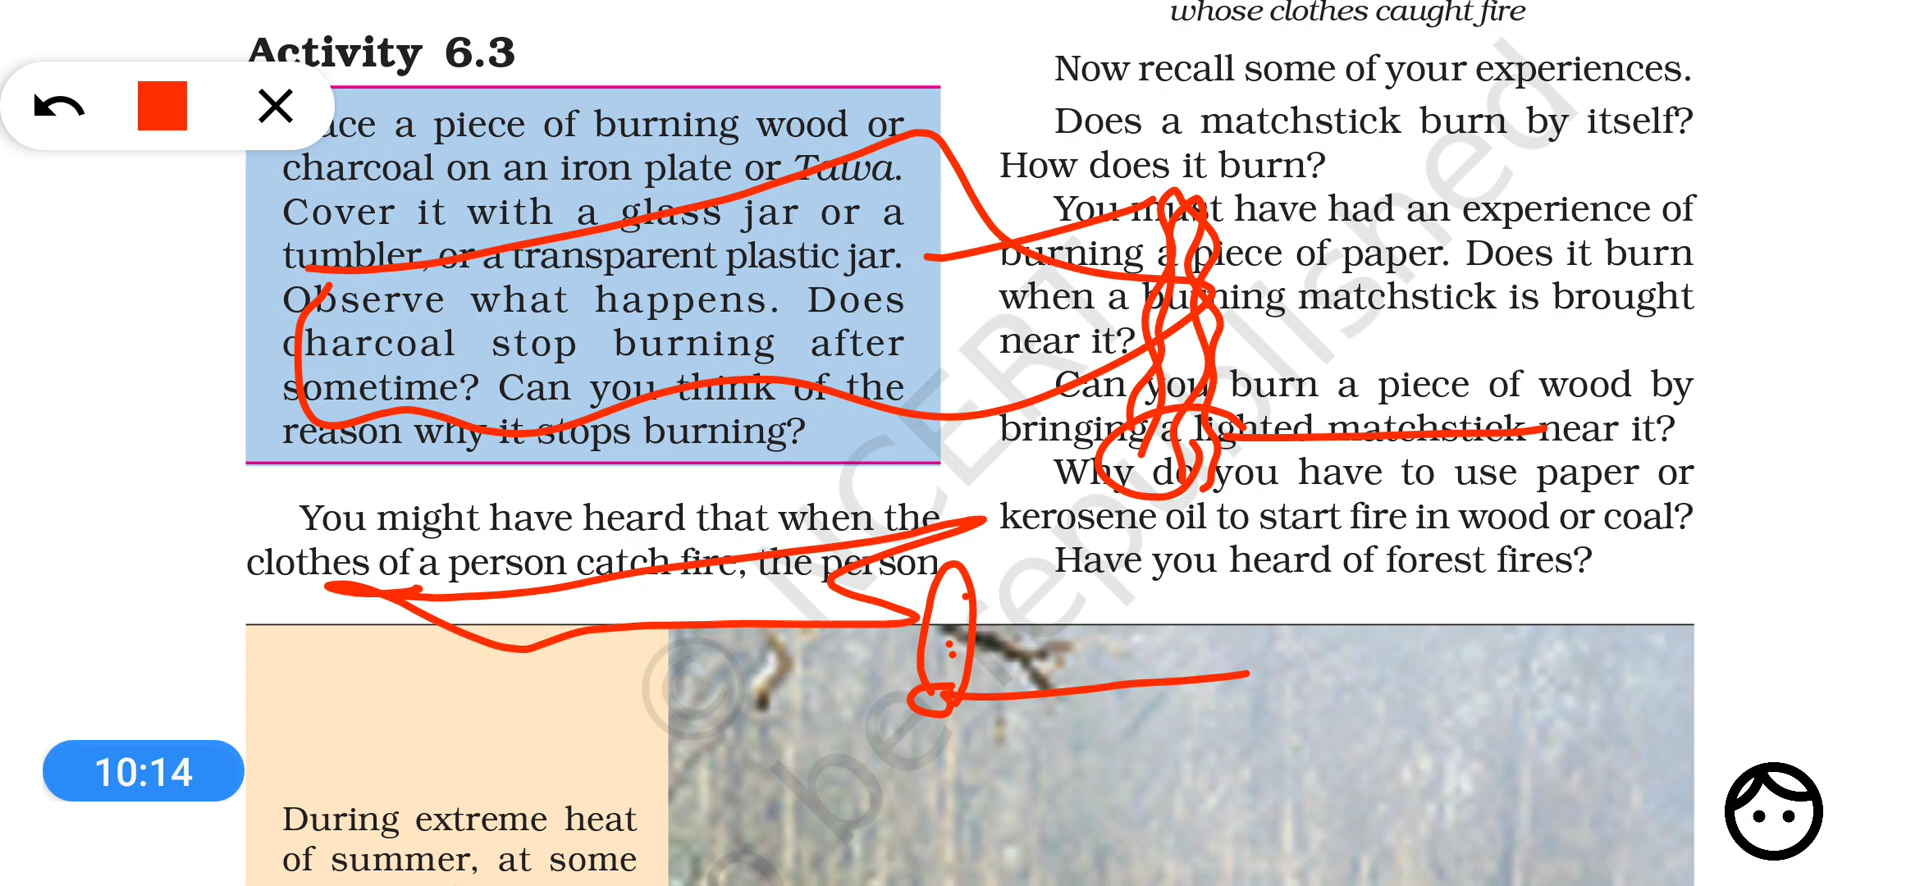 Activity 6.3
ace a piece of burning wood or
charcoal on an iron plate or Tawa.
Cover it with a glass jar or a
tumbler, or a transparent plastic jar.
Observe what happens. Does
charcoal stop burning after
sometime? Can you think of the
reason why it stops burning?
You might have heard that when the
clothes of a person catch fire, the person
whose clothes caught fire
Now recall some of your experiences.
Does a matchstick burn by itself?
How does it burn?
You must have had an experience of
burning a piece of paper. Does it burn
when a burning matchstick is brought
near it?
Can you burn a piece of wood by
bringing a lighted matchstick near it?
Why do you have to use paper or
kerosene oil to start fire in wood or coal?
Have you heard of forest fires?
During extreme heat
of summer, at some
10:14
© NCERT
be republished